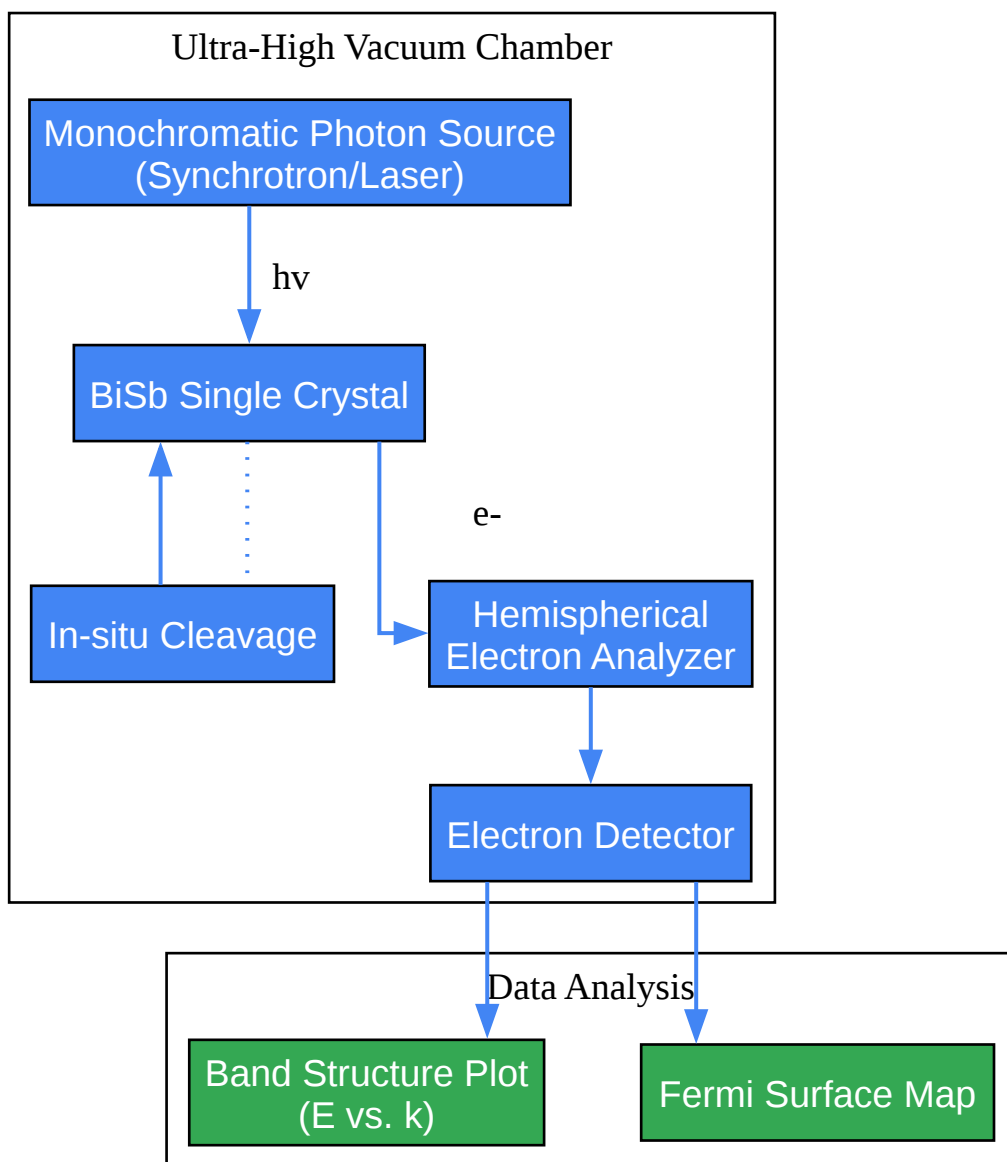 Ultra-High Vacuum Chamber
Monochromatic Photon Source
(Synchrotron/Laser)
hv
BiSb Single Crystal
e-
In-situ Cleavage
Hemispherical
Electron Analyzer
Electron Detector
Data Analysis
Band Structure Plot
(E vs. k)
Fermi Surface Map